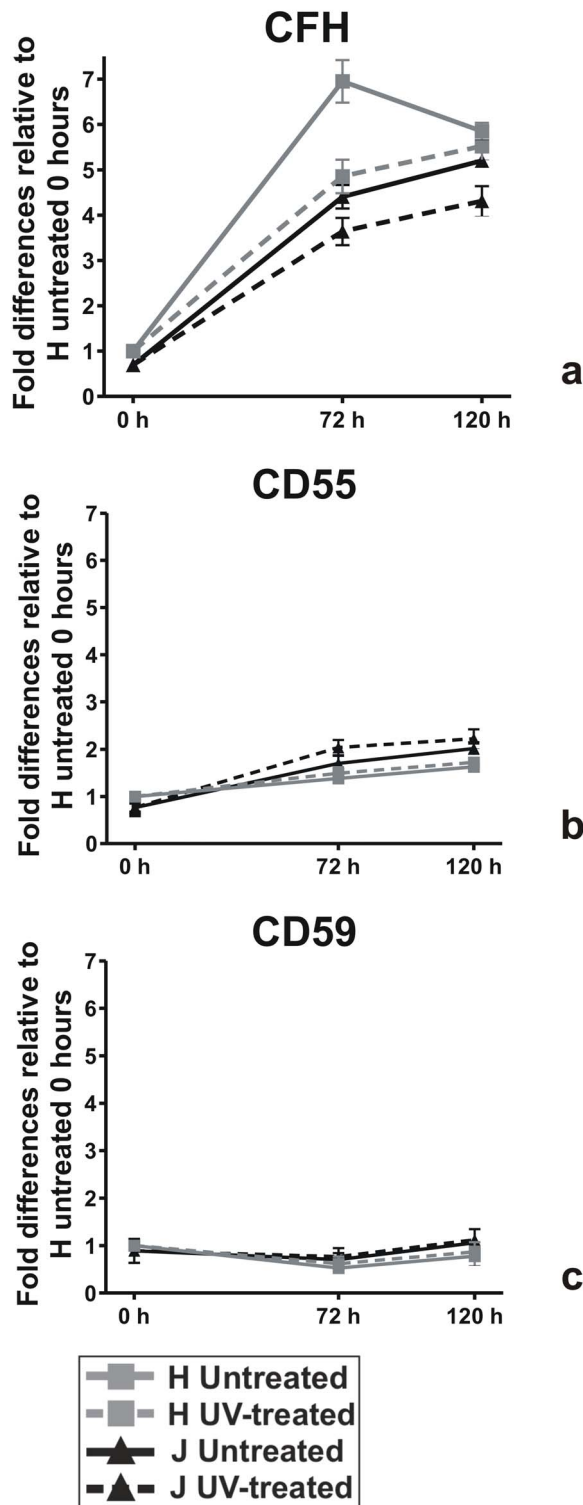 CFH
Fold differences relative to
H untreated 0 hours
7
6
5
4
3
2
1
0
0 h 72 h 120 h
a
CD55
Fold differences relative to
H untreated 0 hours
7
6
5
4
3
2
1
0
0 h 72 h 120 h
b
CD59
Fold differences relative to
H untreated 0 hours
7
6
5
4
3
2
1
0
0 h 72 h 120 h
c
H Untreated
H UV-treated
J Untreated
J UV-treated